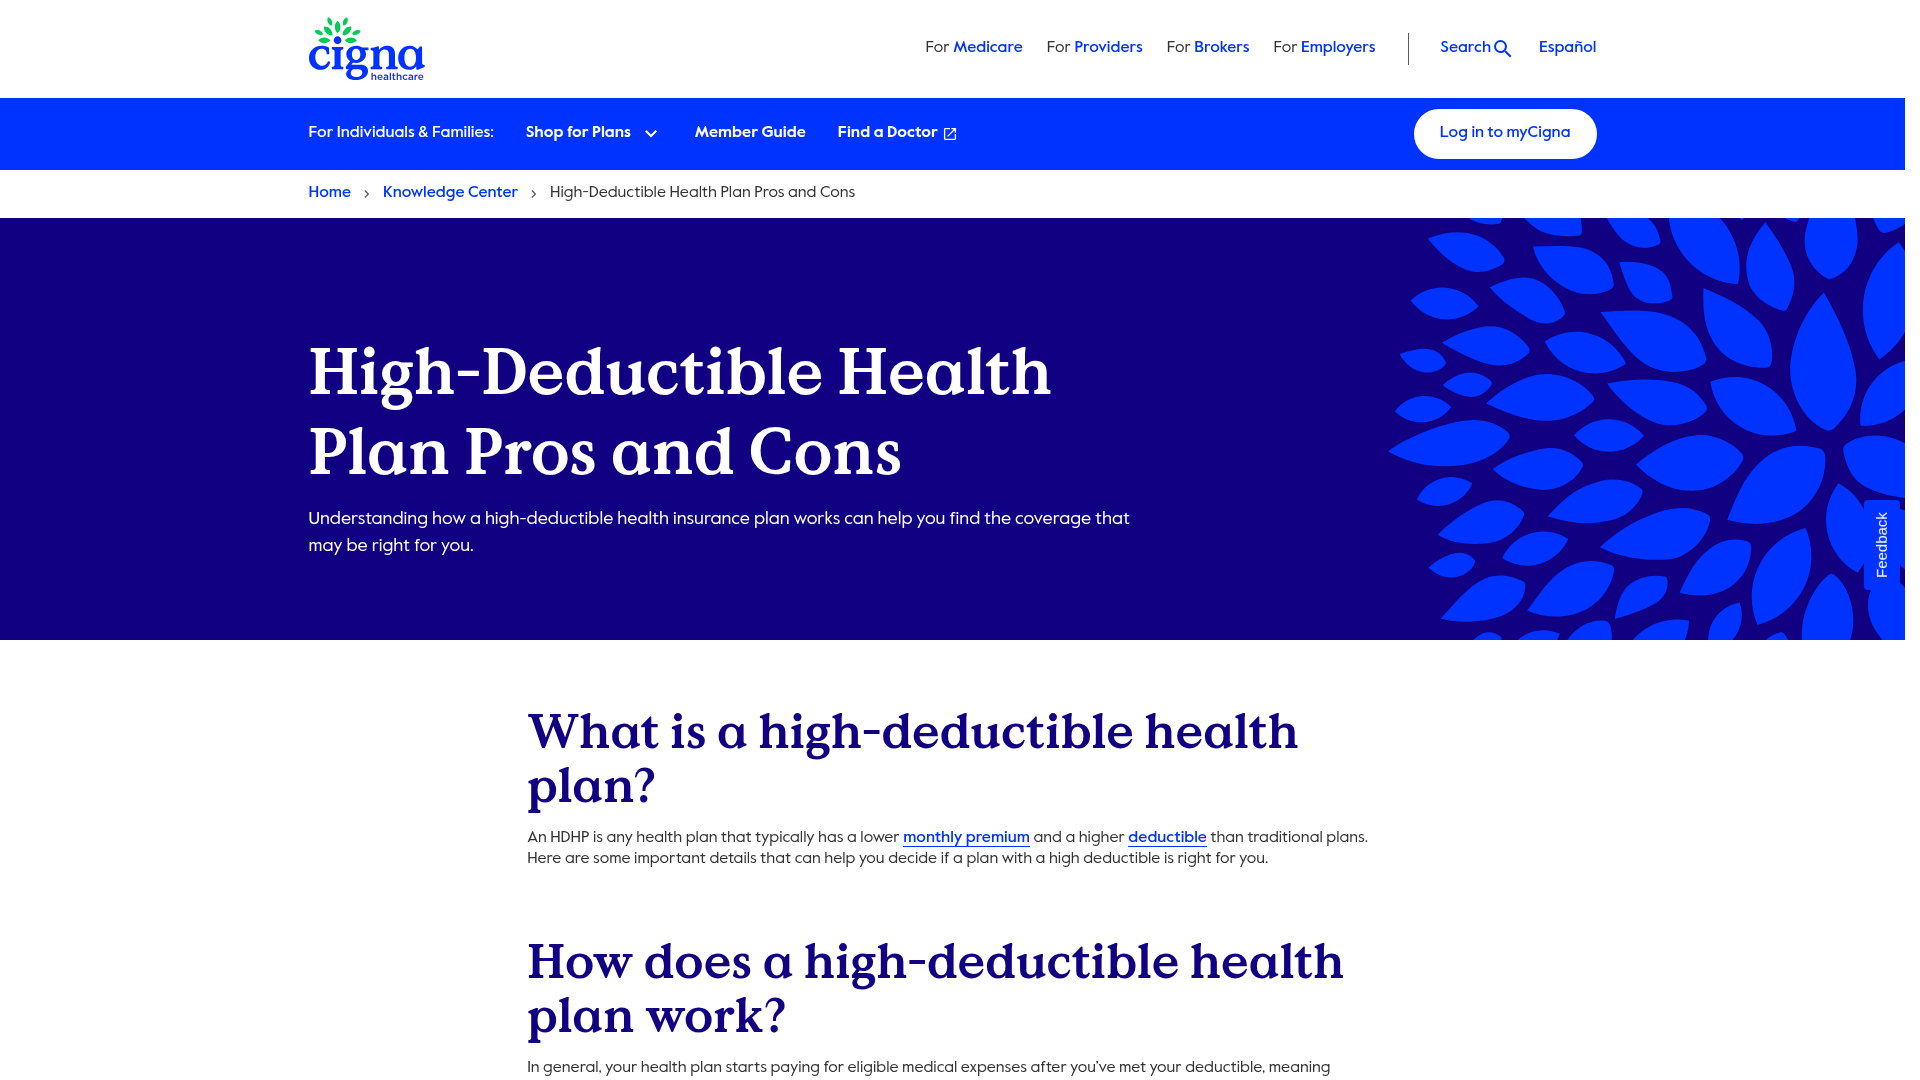 cigna
healthcare
For Medicare
For Providers
For Brokers
For Employers
Search
Español
For Individuals & Families:
Shop for Plans
Member Guide
Find a Doctor
Log in to myCigna
Home
Knowledge Center
High-Deductible Health Plan Pros and Cons
High-Deductible Health
Plan Pros and Cons
Understanding how a high-deductible health insurance plan works can help you find the coverage that
may be right for you.
Feedback
What is a high-deductible health
plan?
An HDHP is any health plan that typically has a lower monthly premium and a higher deductible than traditional plans.
Here are some important details that can help you decide if a plan with a high deductible is right for you.
How does a high-deductible health
plan work?
In general, your health plan starts paying for eligible medical expenses after you've met your deductible, meaning